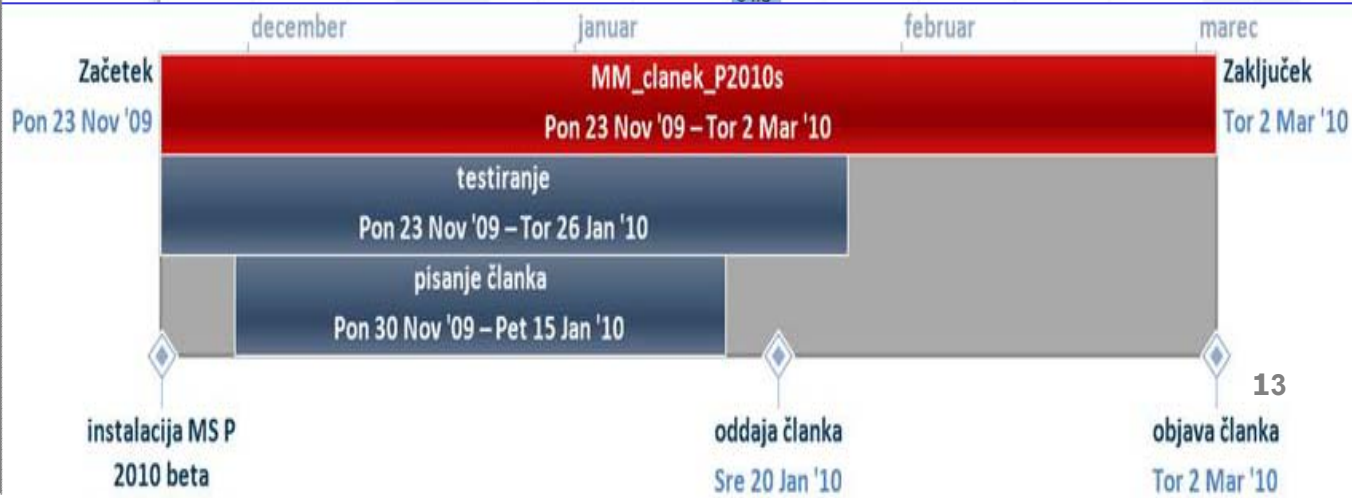 december januar februar marec
Začetek
Pon 23 Nov '09
MM_clanek_P2010s
Pon 23 Nov '09 – Tor 2 Mar '10
Zaključek
Tor 2 Mar '10
testiranje
Pon 23 Nov '09 – Tor 26 Jan '10
pisanje članka
Pon 30 Nov '09 – Pet 15 Jan '10
13
instalacija MS P
2010 beta
oddaja članka
Sre 20 Jan '10
objava članka
Tor 2 Mar '10